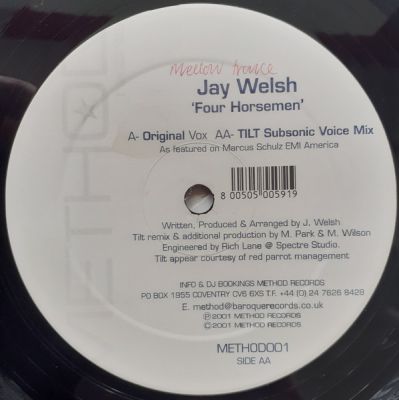 mellow trance
METHOD
Jay Welsh
'Four Horsemen'
A- Original Vox AA- TILT Subsonic Voice Mix
As featured on Marcus Schulz EMI America
8 00505 005919
Written, Produced & Arranged by J. Welsh
Tilt remix & additional production by M. Park & M. Wilson
Engineered by Rich Lane @ Spectre Studio.
Tilt appear courtesy of red parrot management
INFO & DJ BOOKINGS METHOD RECORDS
PO BOX 1955 COVENTRY CV6 6XS T.F. +44 (0) 24 7626 8428
E. method@baroquerecords.co.uk
℗2001 METHOD RECORDS
©2001 METHOD RECORDS
METHOD001
SIDE AA